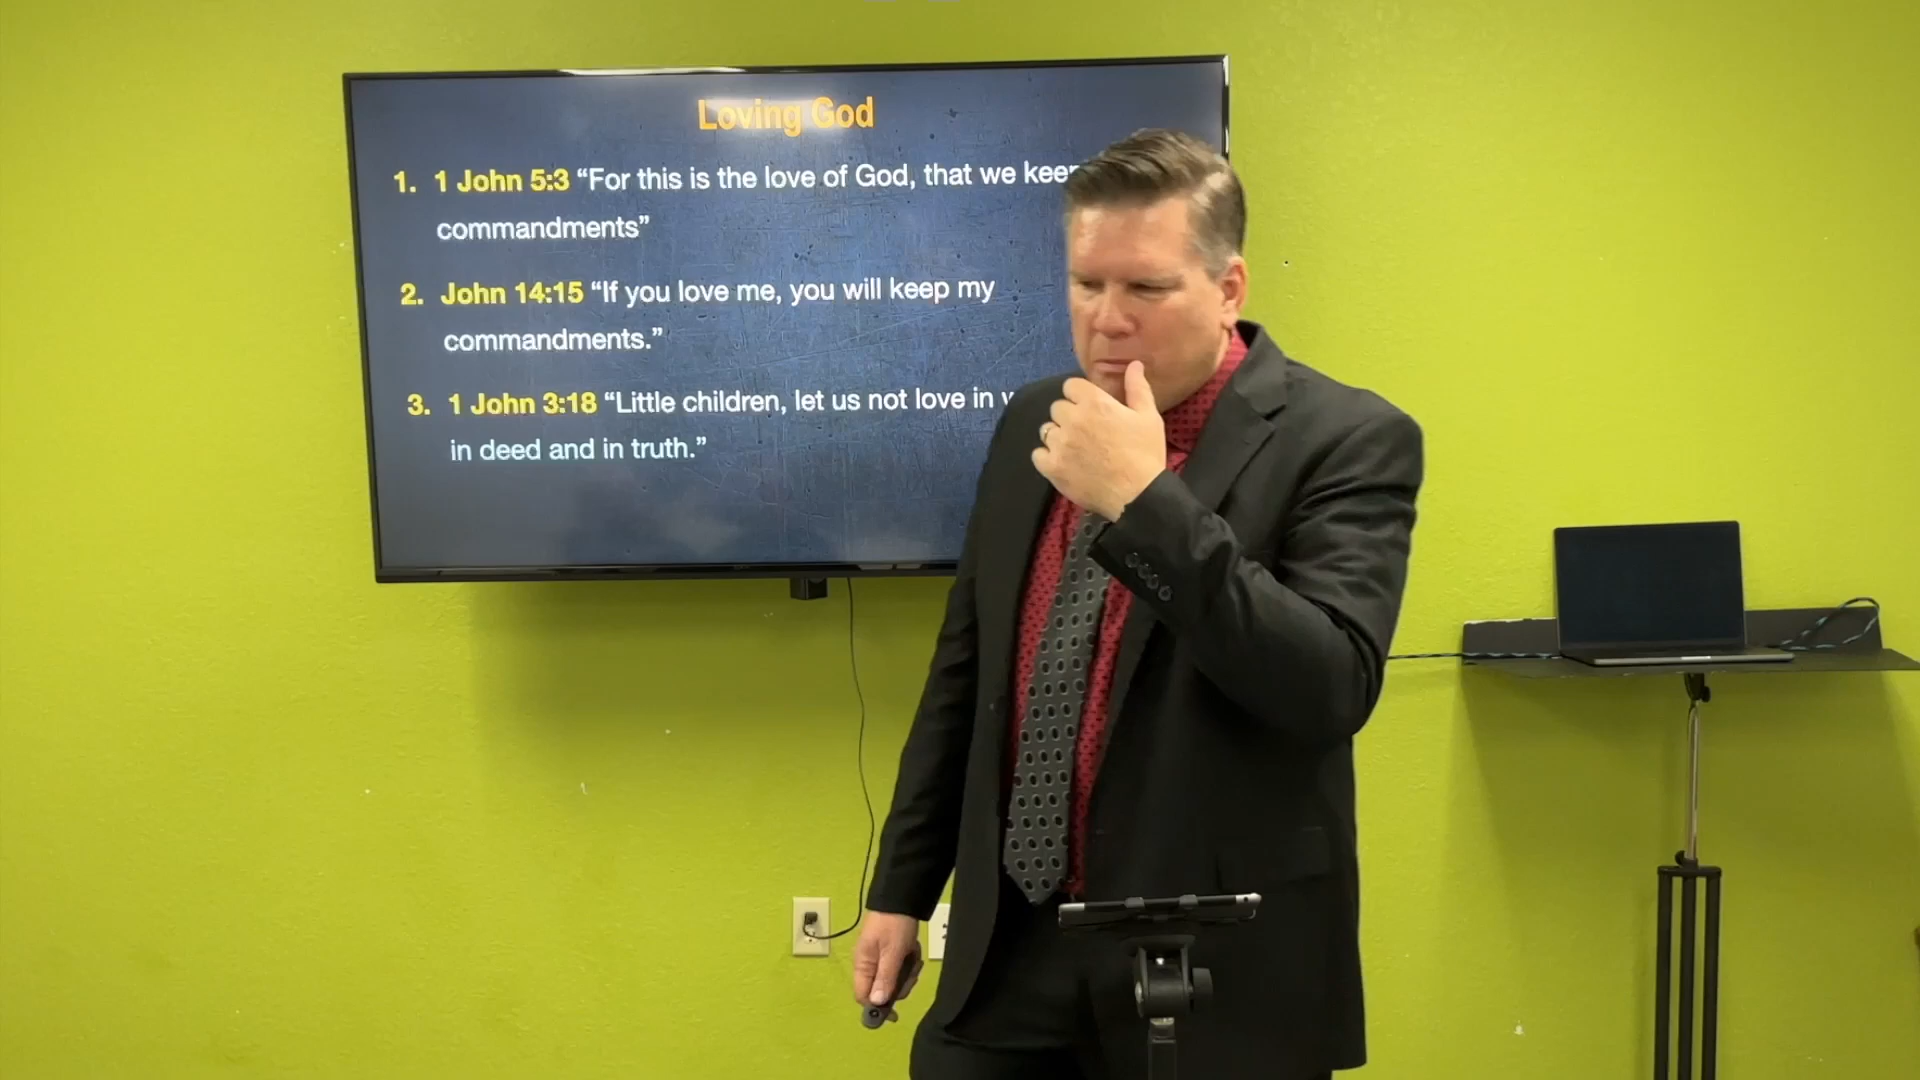 Loving God
1. 1 John 5:3 “For this is the love of God, that we keep
commandments”
2. John 14:15 “If you love me, you will keep my
commandments.”
3. 1 John 3:18 “Little children, let us not love in
in deed and in truth.”